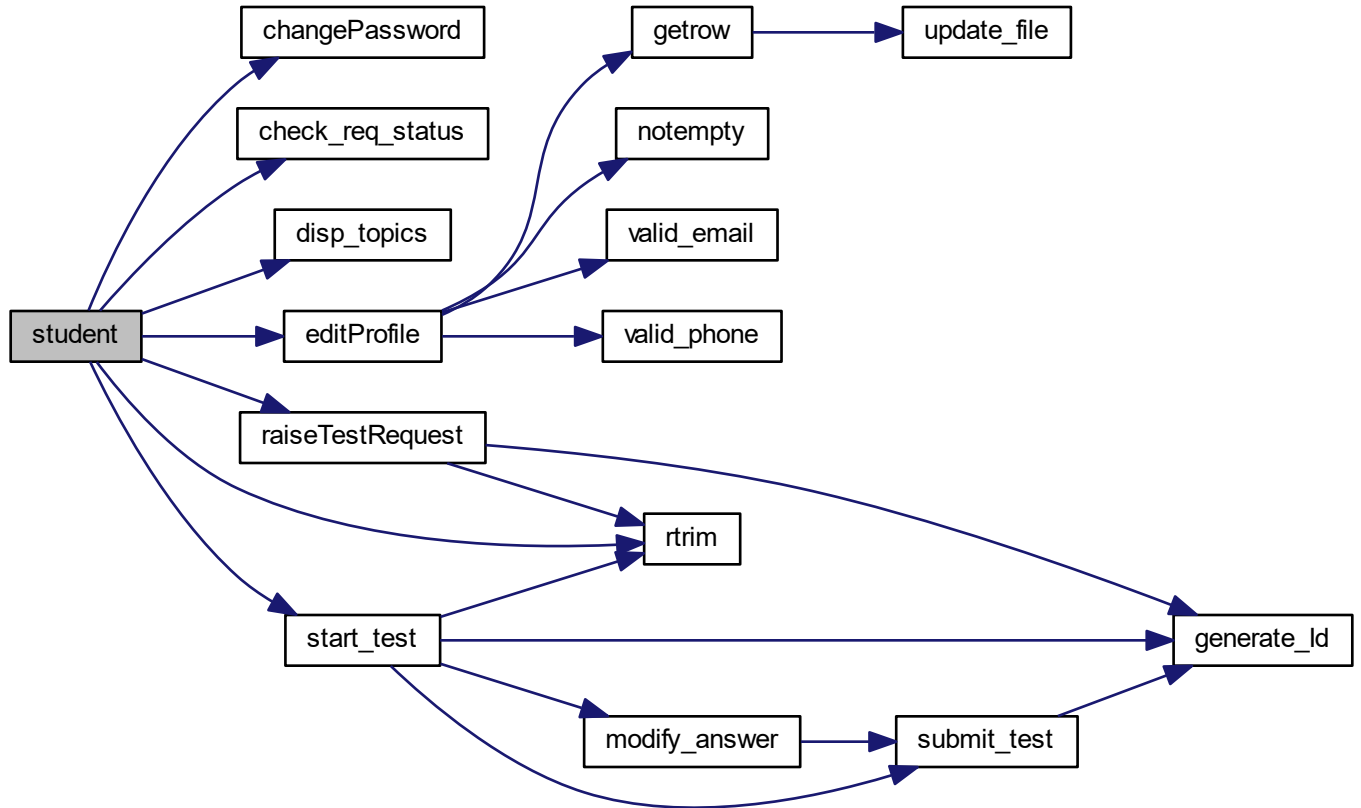 changePassword
getrow
update_file
check_req_status
notempty
disp_topics
valid_email
student
editProfile
valid_phone
raiseTestRequest
rtrim
start_test
generate_Id
modify_answer
submit_test